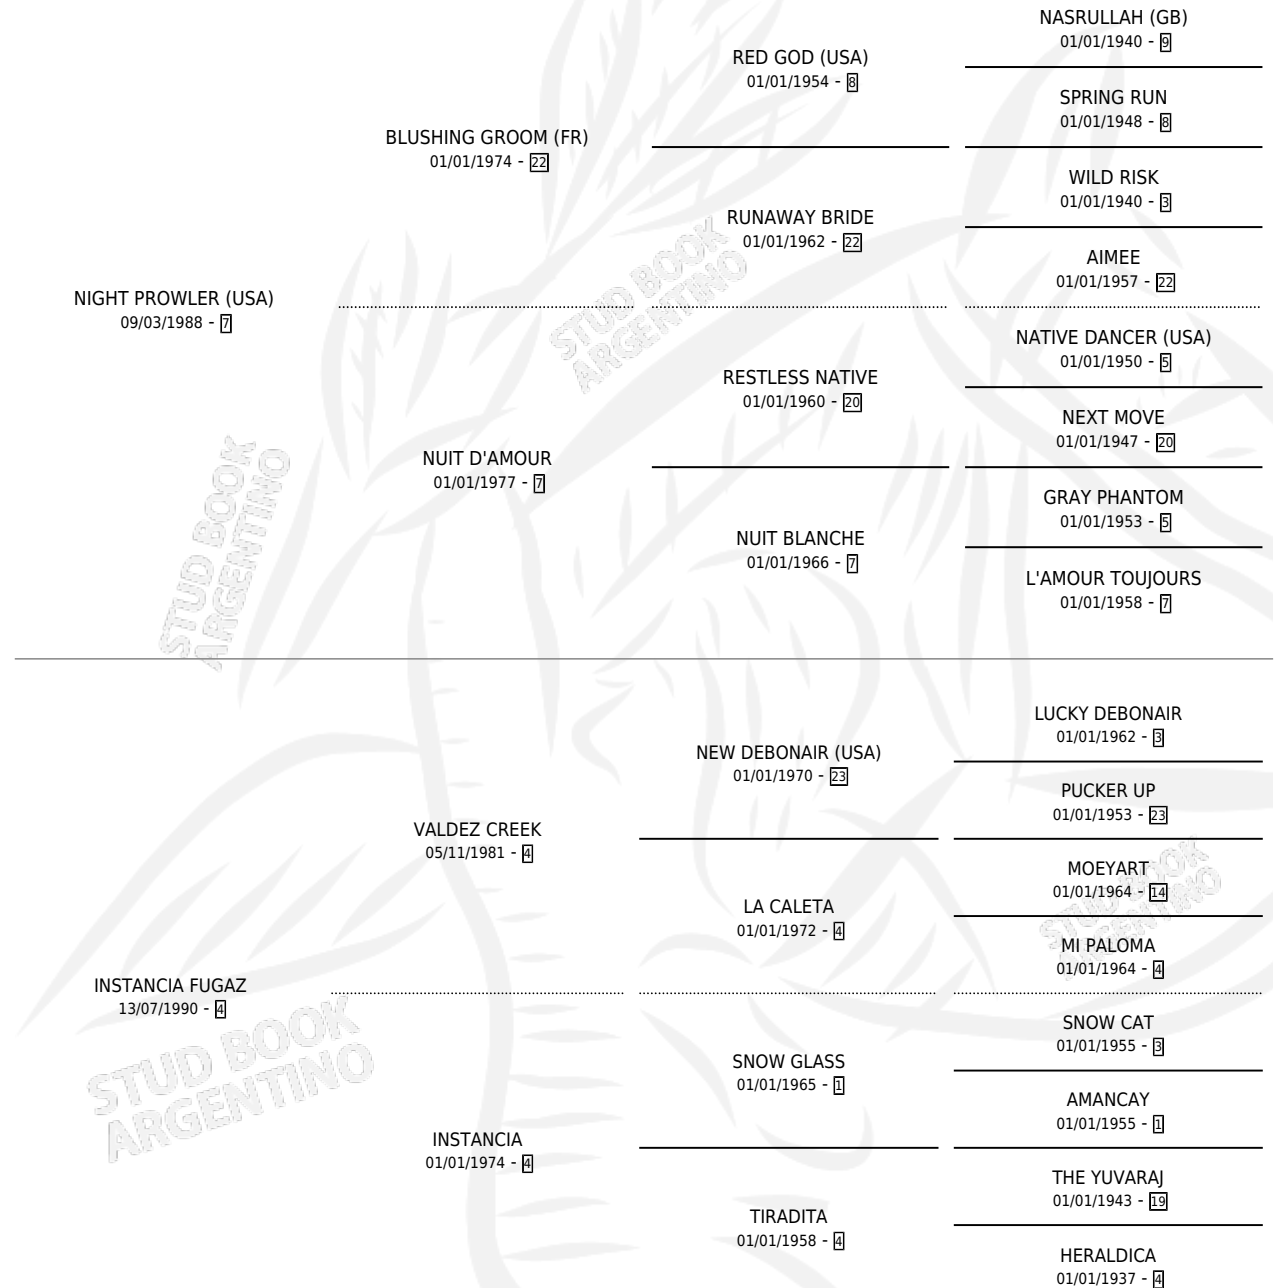 NASRULLAH (GB)
01/01/1940 - 9
RED GOD (USA)
01/01/1954 - 8
SPRING RUN
01/01/1948 - 8
BLUSHING GROOM (FR)
01/01/1974 - 22
WILD RISK
01/01/1940 - 3
RUNAWAY BRIDE
01/01/1962 - 22
AIMEE
01/01/1957 - 22
NIGHT PROWLER (USA)
09/03/1988 - 7
NATIVE DANCER (USA)
01/01/1950 - 5
RESTLESS NATIVE
01/01/1960 - 20
NEXT MOVE
01/01/1947 - 20
NUIT D'AMOUR
01/01/1977 - 7
GRAY PHANTOM
01/01/1953 - 5
NUIT BLANCHE
01/01/1966 - 7
L'AMOUR TOUJOURS
01/01/1958 - 7
STUD BOOK
ARGENTINO
STUD BOOK
ARGENTINO
LUCKY DEBONAIR
01/01/1962 - 3
NEW DEBONAIR (USA)
01/01/1970 - 23
PUCKER UP
01/01/1953 - 23
VALDEZ CREEK
05/11/1981 - 4
MOEYART
01/01/1964 - 14
LA CALETA
01/01/1972 - 4
MI PALOMA
01/01/1964 - 4
STUD BOOK
ARGENTINO
INSTANCIA FUGAZ
13/07/1990 - 4
SNOW CAT
01/01/1955 - 3
SNOW GLASS
01/01/1965 - 1
AMANCAY
01/01/1955 - 1
INSTANCIA
01/01/1974 - 4
THE YUVARAJ
01/01/1943 - 19
TIRADITA
01/01/1958 - 4
HERALDICA
01/01/1937 - 4
STUD BOOK
ARGENTINO